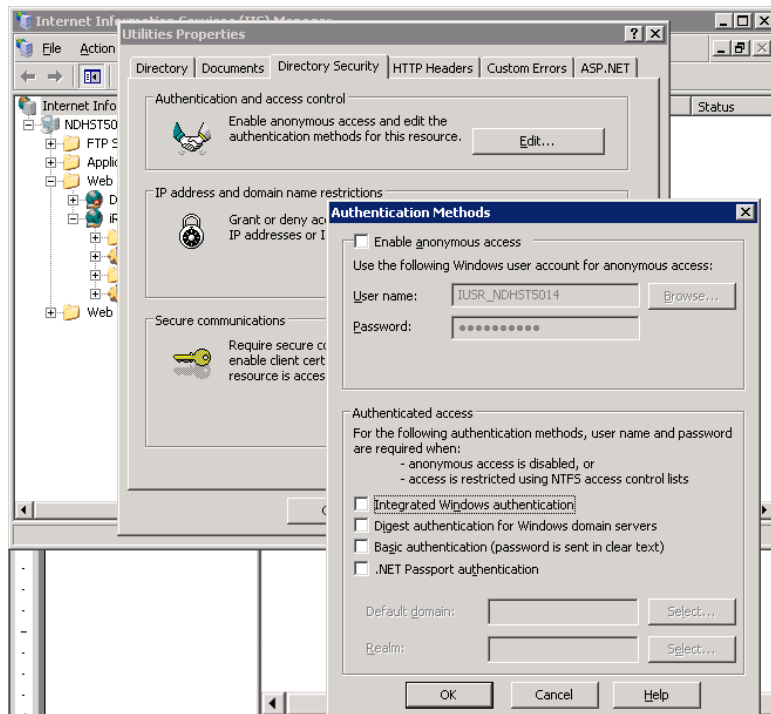 Internet Information Services (IIS) Manager
Utilities Properties
File Action
Directory Documents Directory Security HTTP Headers Custom Errors ASP.NET
Internet Info
Status
NDHST50
FTP S
Applic
Web
D
iR
Web
Authentication and access control
Enable anonymous access and edit the
authentication methods for this resource.
Edit...
IP address and domain name restrictions
Grant or deny acc
IP addresses or I
Secure communications
Require secure co
enable client cert
resource is acces
Authentication Methods
Enable anonymous access
Use the following Windows user account for anonymous access:
User name: IUSR_NDHST5014 Browse...
Password: ●●●●●●●●●●
Authenticated access
For the following authentication methods, user name and password
are required when:
- anonymous access is disabled, or
- access is restricted using NTFS access control lists
Integrated Windows authentication
Digest authentication for Windows domain servers
Basic authentication (password is sent in clear text)
.NET Passport authentication
Default domain: Select...
Realm: Select...
OK Cancel Help